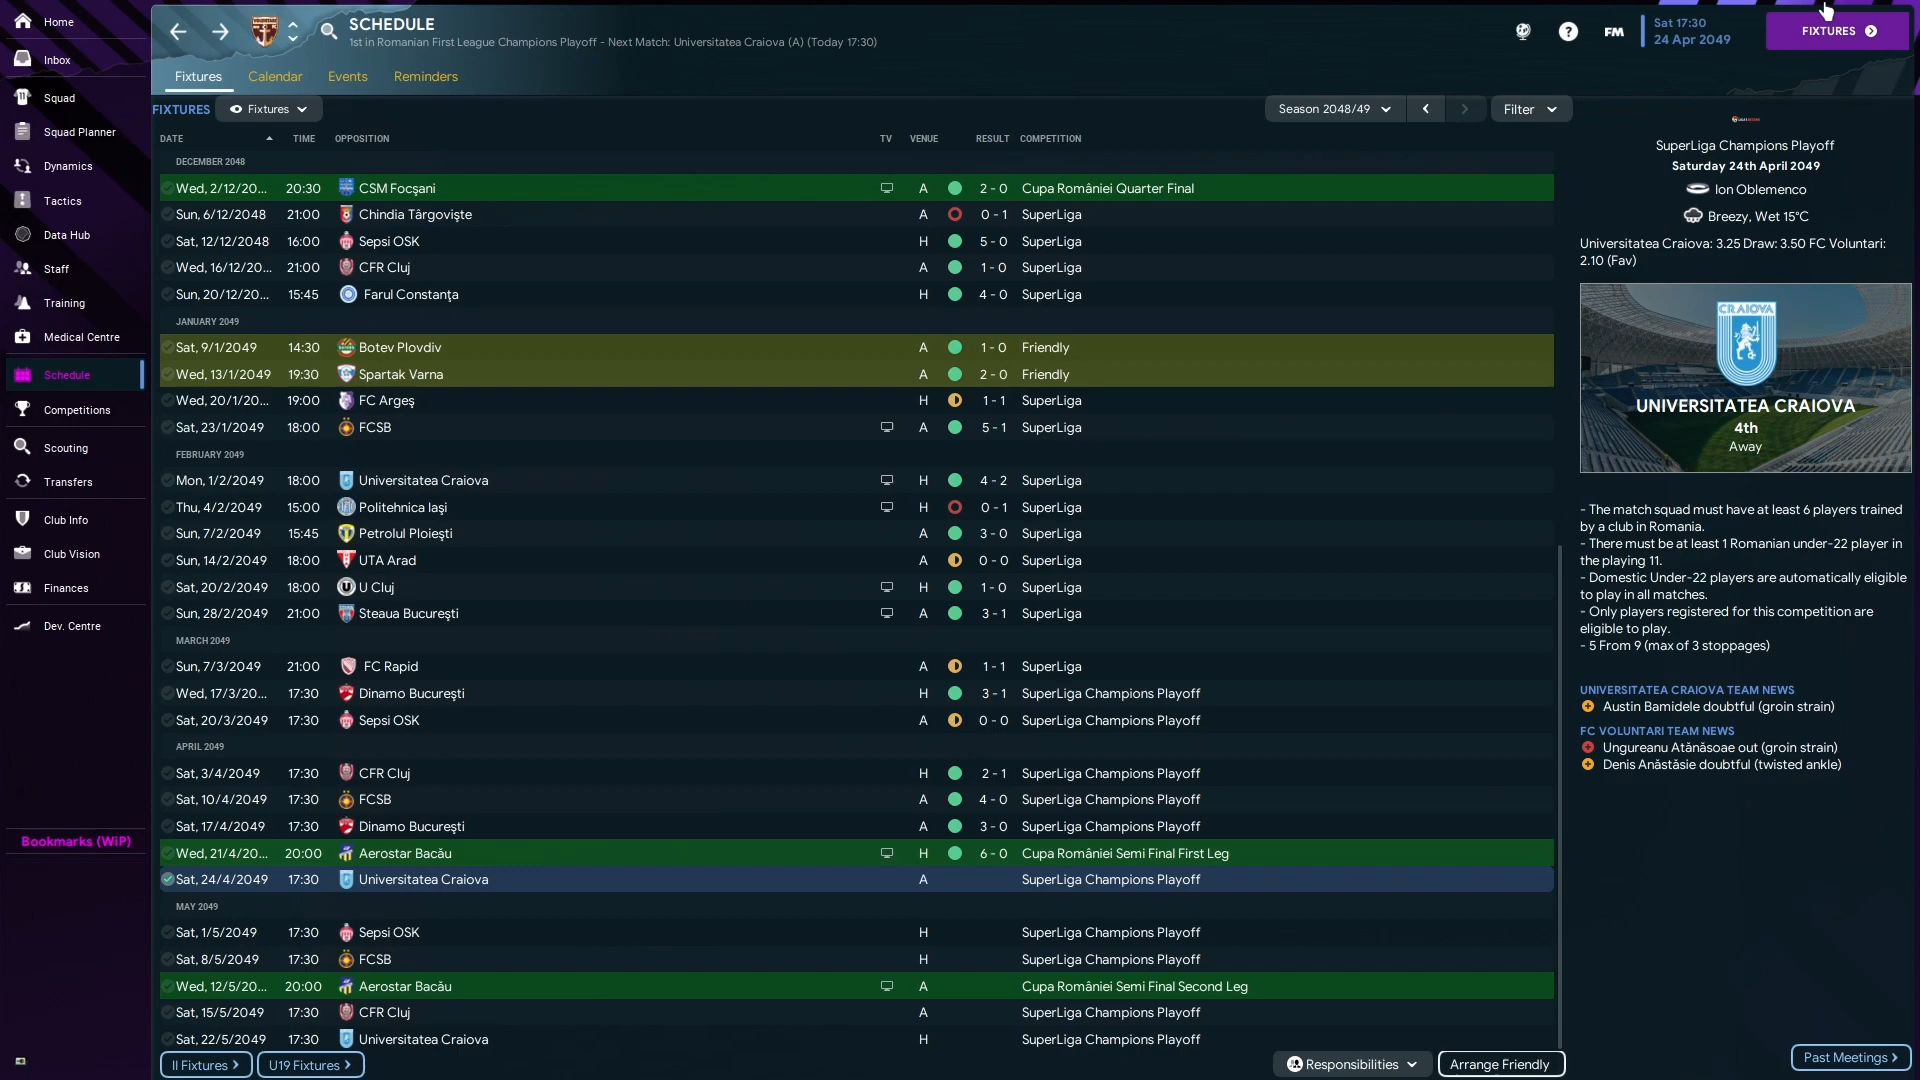 Home
Inbox
Squad
Squad Planner
Dynamics
Tactics
Data Hub
Staff
Training
Medical Centre
Schedule
Competitions
Scouting
Transfers
Club Info
Club Vision
Finances
Dev. Centre
Bookmarks (WiP)
SCHEDULE
1st in Romanian First League Champions Playoff - Next Match: Universitatea Craiova (A) (Today 17:30)
FM
Sat 17:30
24 Apr 2049
FIXTURES
Fixtures Calendar Events Reminders
FIXTURES Fixtures Season 2048/49 Filter
DATE TIME OPPOSITION TV VENUE RESULT COMPETITION
DECEMBER 2048
Wed, 2/12/20... 20:30 CSM Focșani A 2 - 0 Cupa României Quarter Final
Sun, 6/12/2048 21:00 Chindia Târgoviște A 0 - 1 SuperLiga
Sat, 12/12/2048 16:00 Sepsi OSK H 5 - 0 SuperLiga
Wed, 16/12/20... 21:00 CFR Cluj A 1 - 0 SuperLiga
Sun, 20/12/20... 15:45 Farul Constanța H 4 - 0 SuperLiga
JANUARY 2049
Sat, 9/1/2049 14:30 Botev Plovdiv A 1 - 0 Friendly
Wed, 13/1/2049 19:30 Spartak Varna A 2 - 0 Friendly
Wed, 20/1/20... 19:00 FC Argeș H 1 - 1 SuperLiga
Sat, 23/1/2049 18:00 FCSB A 5 - 1 SuperLiga
FEBRUARY 2049
Mon, 1/2/2049 18:00 Universitatea Craiova H 4 - 2 SuperLiga
Thu, 4/2/2049 15:00 Politehnica Iași H 0 - 1 SuperLiga
Sun, 7/2/2049 15:45 Petrolul Ploiești A 3 - 0 SuperLiga
Sun, 14/2/2049 18:00 UTA Arad A 0 - 0 SuperLiga
Sat, 20/2/2049 18:00 U Cluj H 1 - 0 SuperLiga
Sun, 28/2/2049 21:00 Steaua București A 3 - 1 SuperLiga
MARCH 2049
Sun, 7/3/2049 21:00 FC Rapid A 1 - 1 SuperLiga
Wed, 17/3/20... 17:30 Dinamo București H 3 - 1 SuperLiga Champions Playoff
Sat, 20/3/2049 17:30 Sepsi OSK A 0 - 0 SuperLiga Champions Playoff
APRIL 2049
Sat, 3/4/2049 17:30 CFR Cluj H 2 - 1 SuperLiga Champions Playoff
Sat, 10/4/2049 17:30 FCSB A 4 - 0 SuperLiga Champions Playoff
Sat, 17/4/2049 17:30 Dinamo București A 3 - 0 SuperLiga Champions Playoff
Wed, 21/4/20... 20:00 Aerostar Bacău H 6 - 0 Cupa României Semi Final First Leg
Sat, 24/4/2049 17:30 Universitatea Craiova A SuperLiga Champions Playoff
MAY 2049
Sat, 1/5/2049 17:30 Sepsi OSK H SuperLiga Champions Playoff
Sat, 8/5/2049 17:30 FCSB H SuperLiga Champions Playoff
Wed, 12/5/20... 20:00 Aerostar Bacău A Cupa României Semi Final Second Leg
Sat, 15/5/2049 17:30 CFR Cluj A SuperLiga Champions Playoff
Sat, 22/5/2049 17:30 Universitatea Craiova H SuperLiga Champions Playoff
II Fixtures U19 Fixtures Responsibilities Arrange Friendly
SuperLiga Champions Playoff
Saturday 24th April 2049
Ion Oblemenco
Breezy, Wet 15°C
Universitatea Craiova: 3.25 Draw: 3.50 FC Voluntari:
2.10 (Fav)
CRAIOVA
UNIVERSITATEA CRAIOVA
4th
Away
- The match squad must have at least 6 players trained
by a club in Romania.
- There must be at least 1 Romanian under-22 player in
the playing 11.
- Domestic Under-22 players are automatically eligible
to play in all matches.
- Only players registered for this competition are
eligible to play.
- 5 From 9 (max of 3 stoppages)
UNIVERSITATEA CRAIOVA TEAM NEWS
Austin Bamidele doubtful (groin strain)
FC VOLUNTARI TEAM NEWS
Ungureanu Atănăsoae out (groin strain)
Denis Anăstăsie doubtful (twisted ankle)
Past Meetings